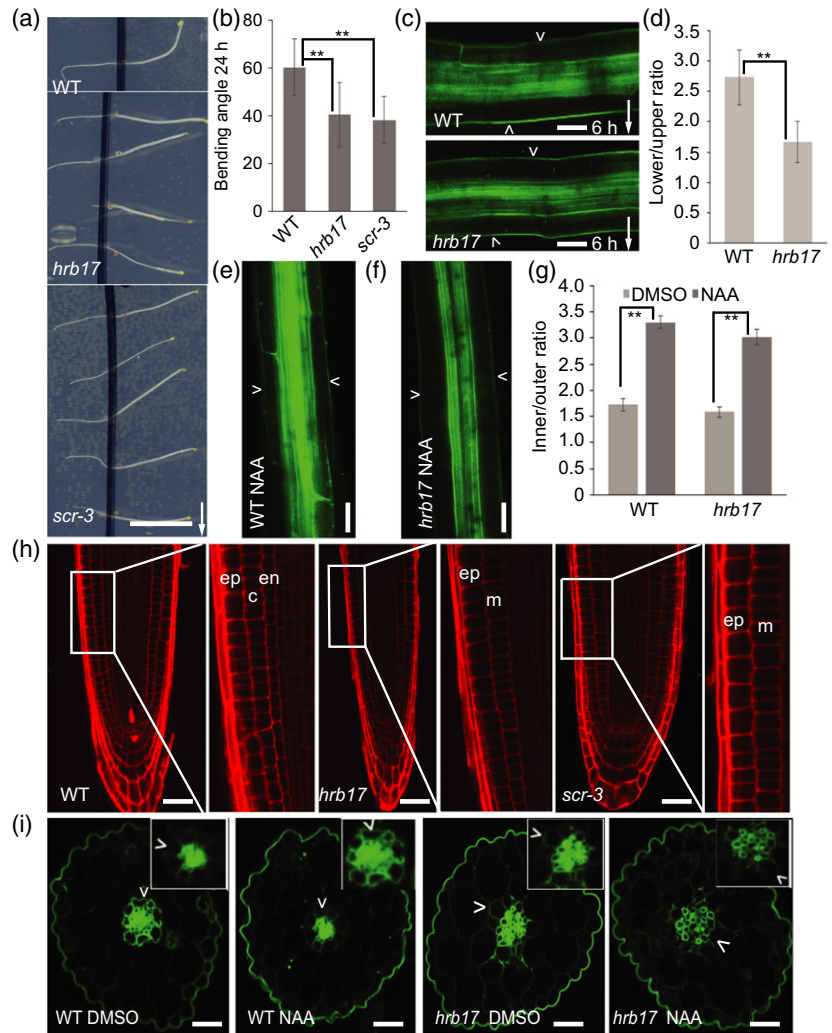 (a)
WT
hrb17
scr-3
(b)
Bending angle 24 h
80
60
40
20
0
**
**
WT
hrb17
scr-3
(c)
v
WT
^
6 h
v
hrb17
^
6 h
(d)
Lower/upper ratio
3.5
3.0
2.5
2.0
1.5
1.0
0.5
0
**
WT
hrb17
(e)
>
<
WT NAA
(f)
>
<
hrb17 NAA
(g)
DMSO NAA
Inner/outer ratio
4.0
3.5
3.0
2.5
2.0
1.5
1.0
0.5
0
**
**
WT
hrb17
(h)
WT
ep
en
c
hrb17
ep
m
scr-3
ep
m
(i)
>
v
WT DMSO
^
v
WT NAA
>
>
hrb17 DMSO
^
<
hrb17 NAA